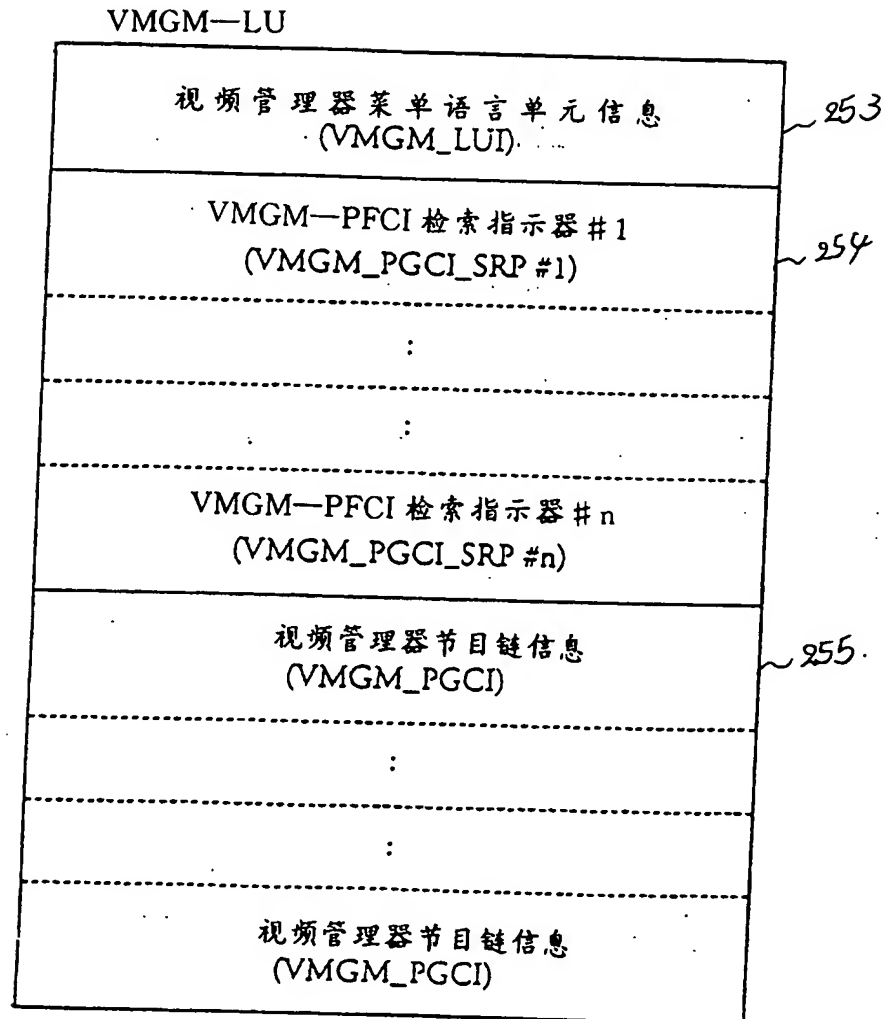 VMGM—LU
视频管理器菜单语言单元信息
(VMGM_LUI)
253
VMGM—PFCI 检索指示器 #1
(VMGM_PGCI_SRP #1)
254
:
:
VMGM—PFCI 检索指示器 #n
(VMGM_PGCI_SRP #n)
视频管理器节目链信息
(VMGM_PGCI)
255
:
:
视频管理器节目链信息
(VMGM_PGCI)